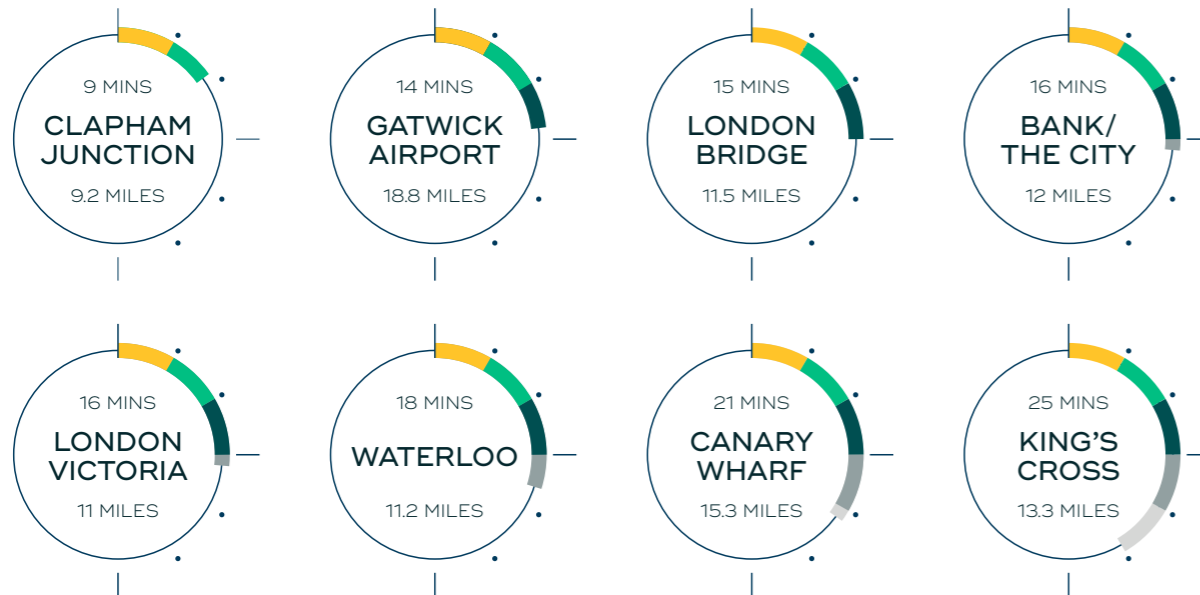 9 MINS
CLAPHAM
JUNCTION
9.2 MILES
14 MINS
GATWICK
AIRPORT
18.8 MILES
15 MINS
LONDON
BRIDGE
11.5 MILES
16 MINS
BANK/
THE CITY
12 MILES
16 MINS
LONDON
VICTORIA
11 MILES
18 MINS
WATERLOO
11.2 MILES
21 MINS
CANARY
WHARF
15.3 MILES
25 MINS
KING'S
CROSS
13.3 MILES